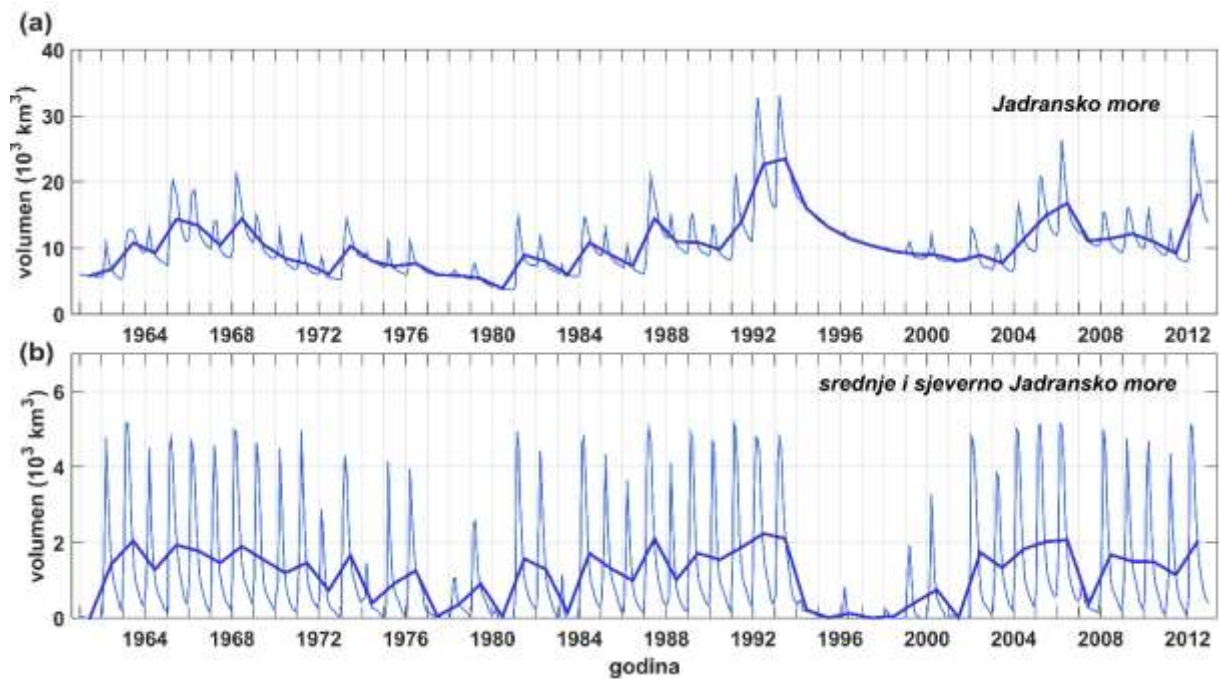 (a)
40
30
20
10
0
volumen (10³ km³)
Jadransko more
1964 1968 1972 1976 1980 1984 1988 1992 1996 2000 2004 2008 2012
(b)
6
4
2
0
volumen (10³ km³)
srednje i sjeverno Jadransko more
1964 1968 1972 1976 1980 1984 1988 1992 1996 2000 2004 2008 2012
godina